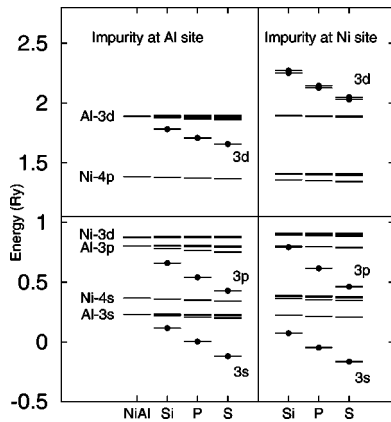 Impurity at Al site
Impurity at Ni site
2.5
2
1.5
1
0.5
0
-0.5
Energy (Ry)
Al-3d
Ni-4p
Ni-3d
Al-3p
Ni-4s
Al-3s
3d
3p
3s
3d
3p
3s
NiAl Si P S
Si P S